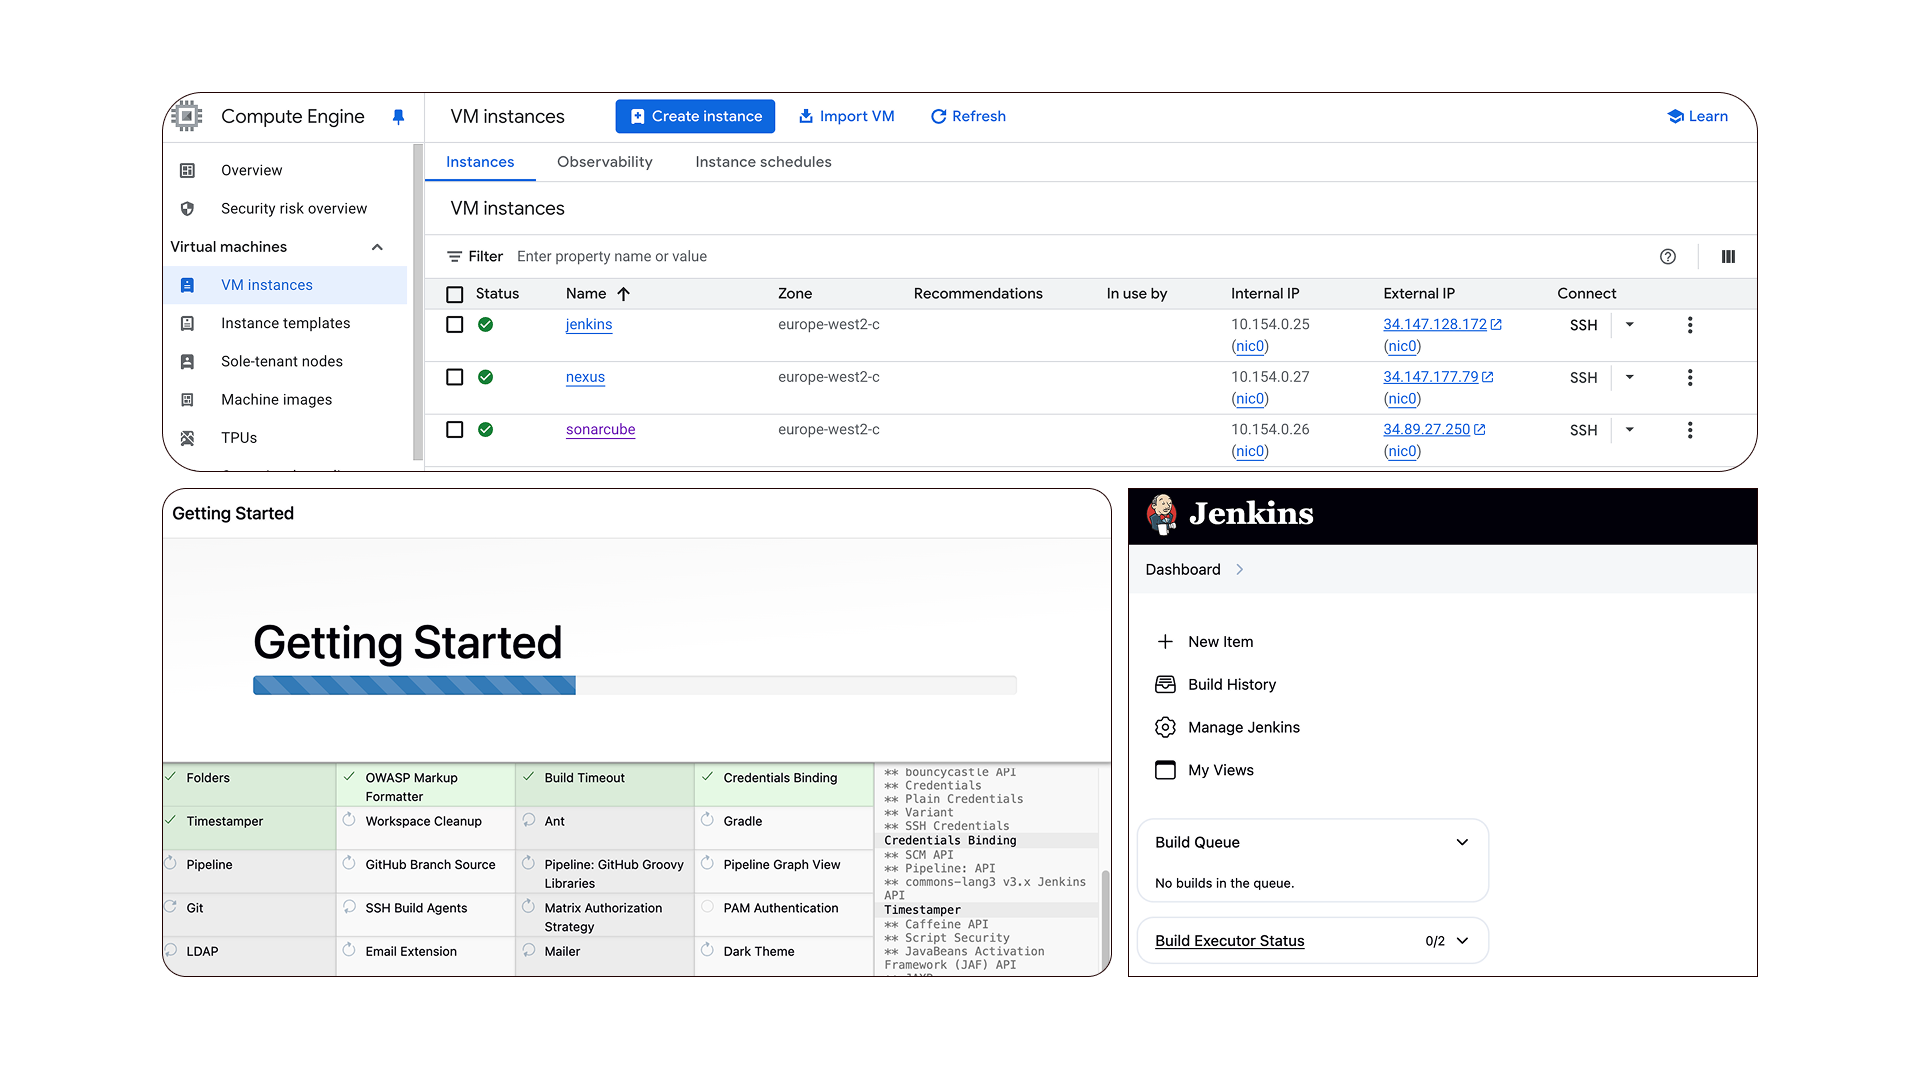 Compute Engine
VM instances
Create instance
Import VM
Refresh
Learn
Overview
Security risk overview
Virtual machines
VM instances
Instance templates
Sole-tenant nodes
Machine images
TPUs
Instances
Observability
Instance schedules
VM instances
Filter Enter property name or value
Status Name Zone Recommendations In use by Internal IP External IP Connect
jenkins europe-west2-c 10.154.0.25 34.147.128.172 SSH
(nic0) (nic0)
nexus europe-west2-c 10.154.0.27 34.147.177.79 SSH
(nic0) (nic0)
sonarcube europe-west2-c 10.154.0.26 34.89.27.250 SSH
(nic0) (nic0)
Getting Started
Getting Started
Folders
OWASP Markup
Formatter
Build Timeout
Credentials Binding
Timestamper
Workspace Cleanup
Ant
Gradle
Pipeline
GitHub Branch Source
Pipeline: GitHub Groovy
Libraries
Pipeline Graph View
Git
SSH Build Agents
Matrix Authorization
Strategy
PAM Authentication
LDAP
Email Extension
Mailer
Dark Theme
** bouncycastle API
** Credentials
** Plain Credentials
** Variant
** SSH Credentials
Credentials Binding
** SCM API
** Pipeline: API
** commons-lang3 v3.x Jenkins
API
Timestamper
** Caffeine API
** Script Security
** JavaBeans Activation
Framework (JAF) API
Jenkins
Dashboard
New Item
Build History
Manage Jenkins
My Views
Build Queue
No builds in the queue.
Build Executor Status 0/2